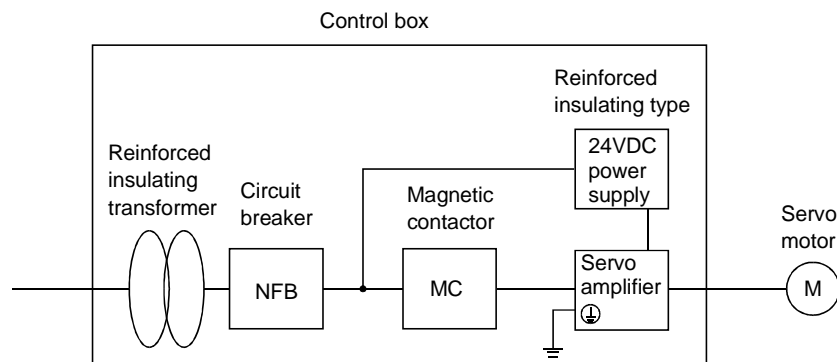 Control box
Reinforced
insulating type
24VDC
power
supply
Reinforced
insulating
transformer
Circuit
breaker
Magnetic
contactor
Servo
motor
NFB
MC
Servo
amplifier
M